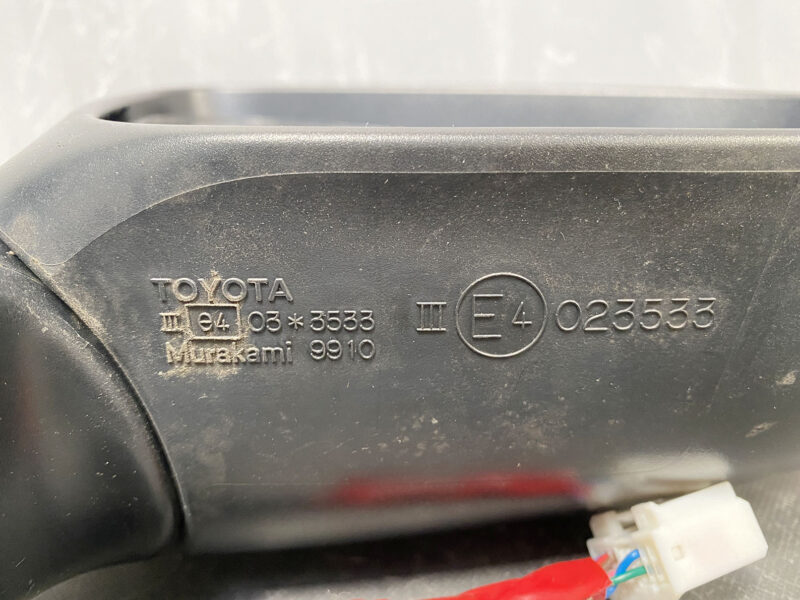 TOYOTA
III e4 03*3533
Murakami 9910
III E4 023533